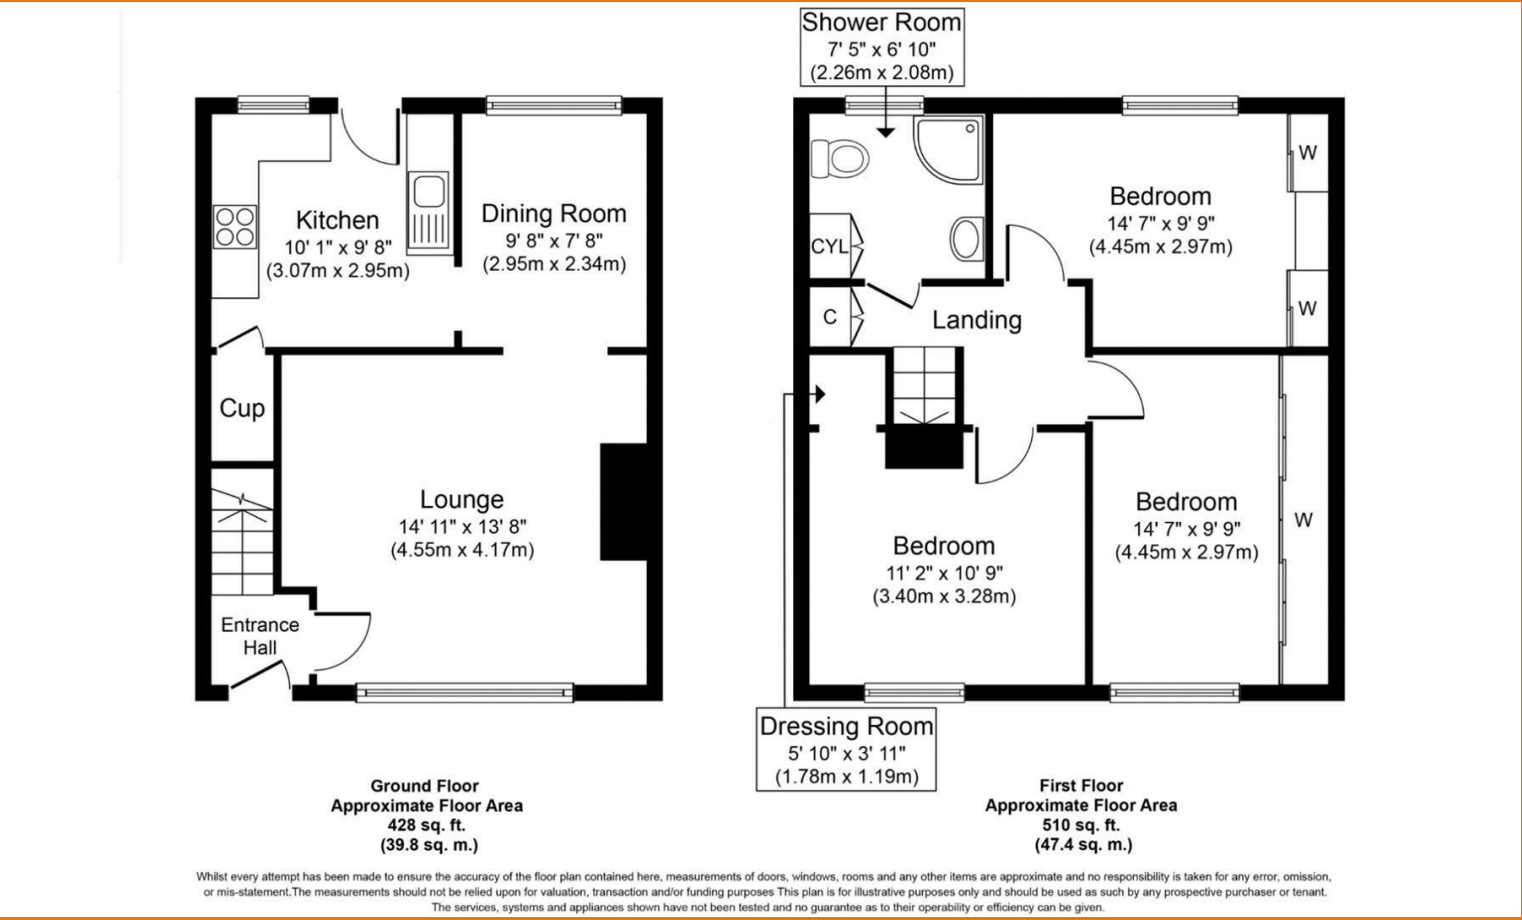 Shower Room
7' 5" x 6' 10"
(2.26m x 2.08m)
Kitchen
10' 1" x 9' 8"
(3.07m x 2.95m)
Dining Room
9' 8" x 7' 8"
(2.95m x 2.34m)
Cup
Lounge
14' 11" x 13' 8"
(4.55m x 4.17m)
Entrance
Hall
CYL
C
Landing
Bedroom
14' 7" x 9' 9"
(4.45m x 2.97m)
W
W
Bedroom
11' 2" x 10' 9"
(3.40m x 3.28m)
Bedroom
14' 7" x 9' 9"
(4.45m x 2.97m)
W
Dressing Room
5' 10" x 3' 11"
(1.78m x 1.19m)
Ground Floor
Approximate Floor Area
428 sq. ft.
(39.8 sq. m.)
First Floor
Approximate Floor Area
510 sq. ft.
(47.4 sq. m.)
Whilst every attempt has been made to ensure the accuracy of the floor plan contained here, measurements of doors, windows, rooms and any other items are approximate and no responsibility is taken for any error, omission,
or mis-statement.The measurements should not be relied upon for valuation, transaction and/or funding purposes This plan is for illustrative purposes only and should be used as such by any prospective purchaser or tenant.
The services, systems and appliances shown have not been tested and no guarantee as to their operability or efficiency can be given.